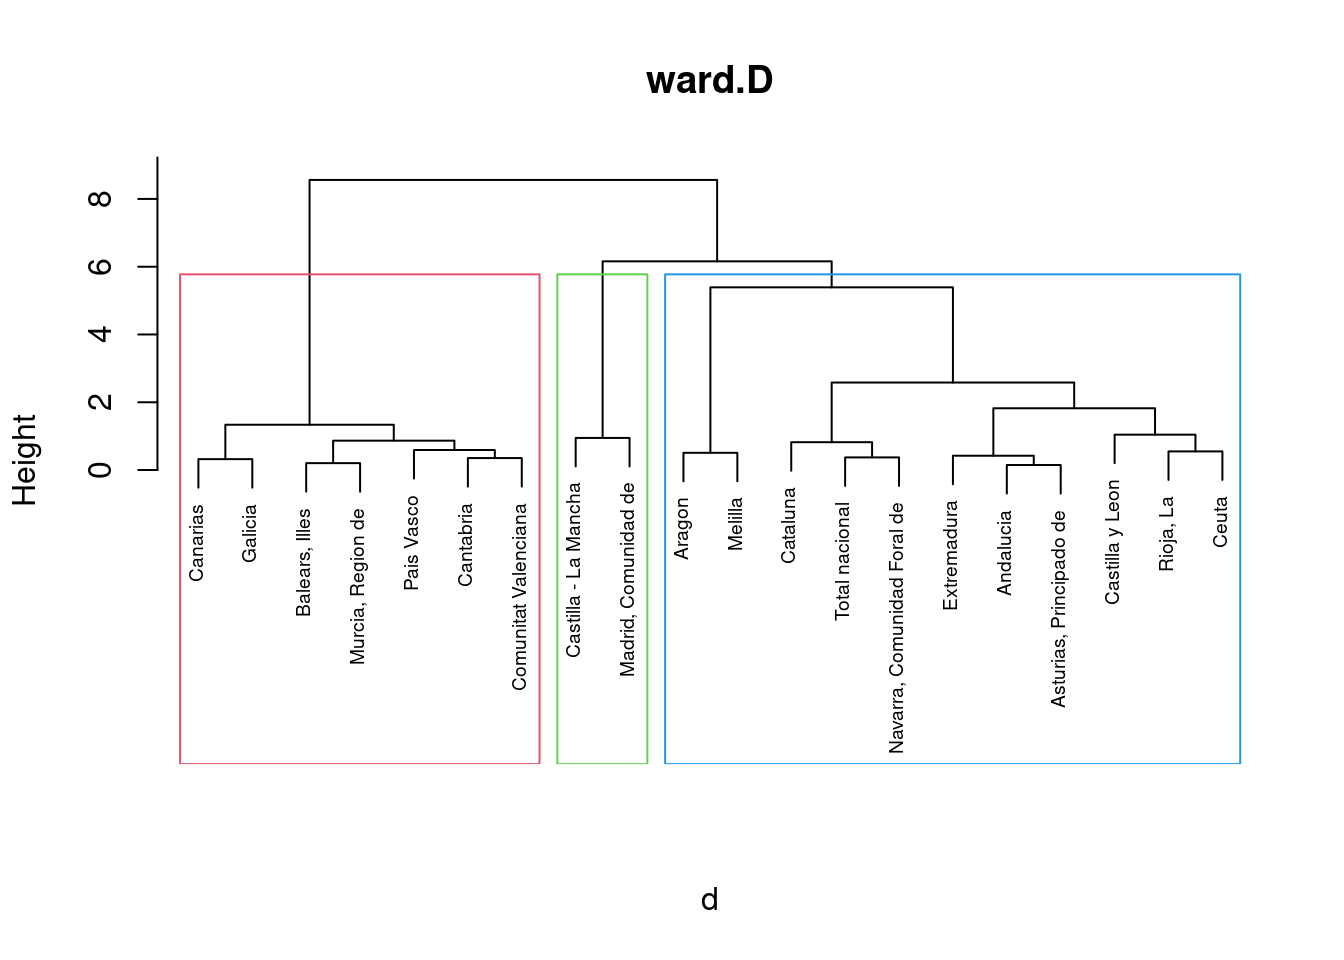 ward.D
Height
8
6
4
2
0
Canarias
Galicia
Balears, Illes
Murcia, Region de
Pais Vasco
Cantabria
Comunitat Valenciana
Castilla - La Mancha
Madrid, Comunidad de
Aragon
Melilla
Cataluna
Total nacional
Navarra, Comunidad Foral de
Extremadura
Andalucia
Asturias, Principado de
Castilla y Leon
Rioja, La
Ceuta
d